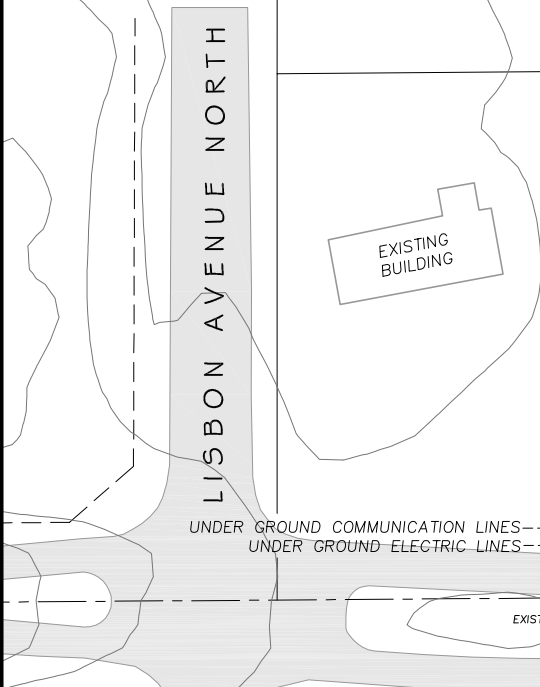 LISBON AVENUE NORTH
EXISTING
BUILDING
UNDER GROUND COMMUNICATION LINES
UNDER GROUND ELECTRIC LINES